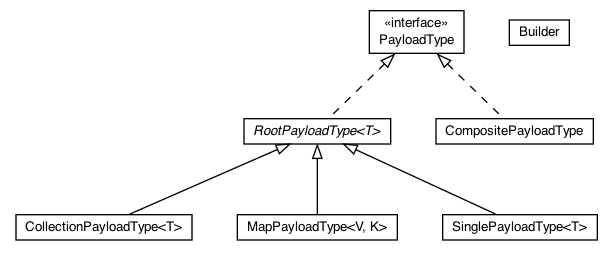 «interface»
PayloadType
Builder
RootPayloadType<T>
CompositePayloadType
CollectionPayloadType<T>
MapPayloadType<V, K>
SinglePayloadType<T>